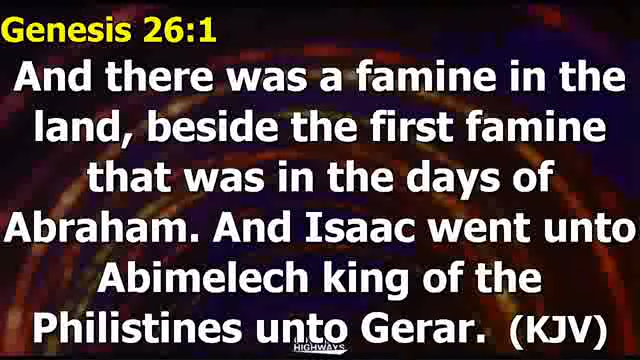 Genesis 26:1
And there was a famine in the
land, beside the first famine
that was in the days of
Abraham. And Isaac went unto
Abimelech king of the
Philistines unto Gerar. (KJV)
HIGHWAYS